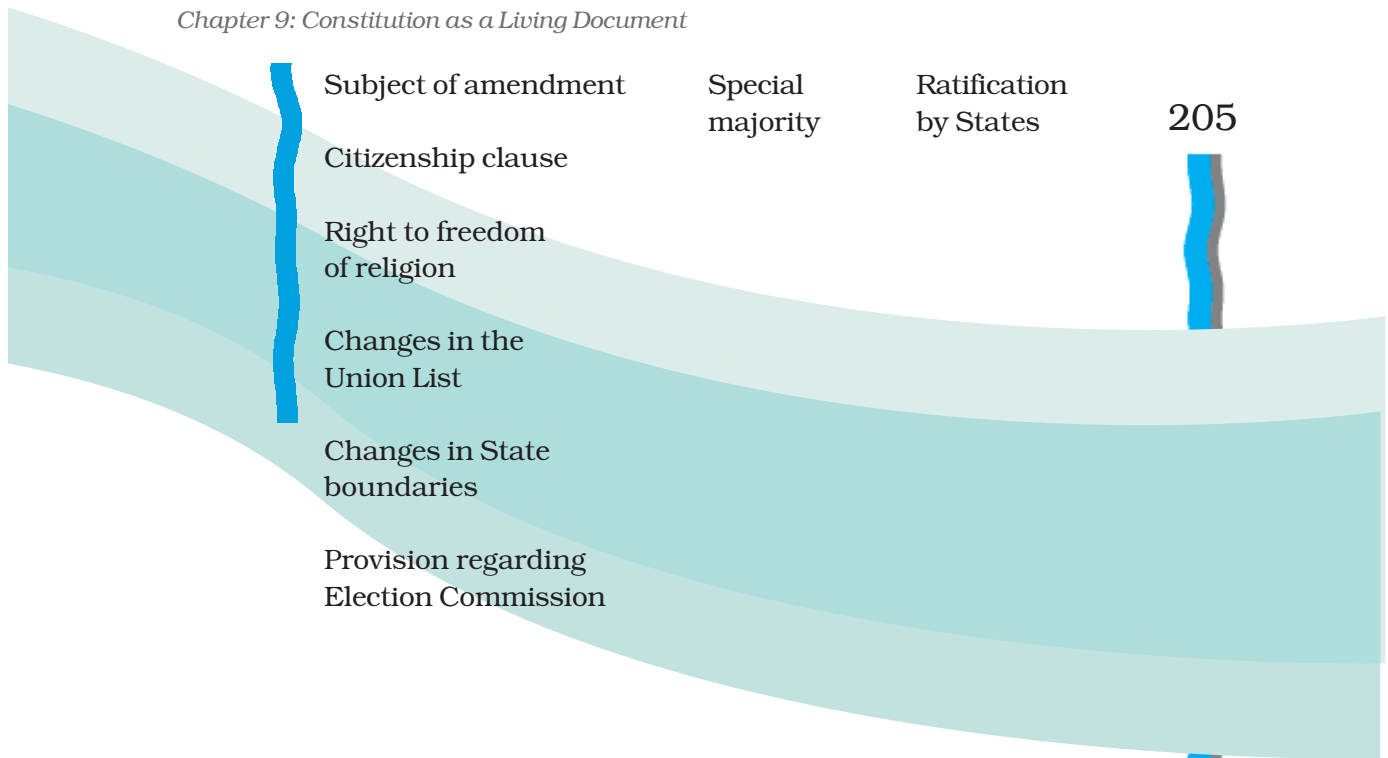 Chapter 9: Constitution as a Living Document
Subject of amendment Special Ratification
majority by States 205
Citizenship clause
Right to freedom
of religion
Changes in the
Union List
Changes in State
boundaries
Provision regarding
Election Commission